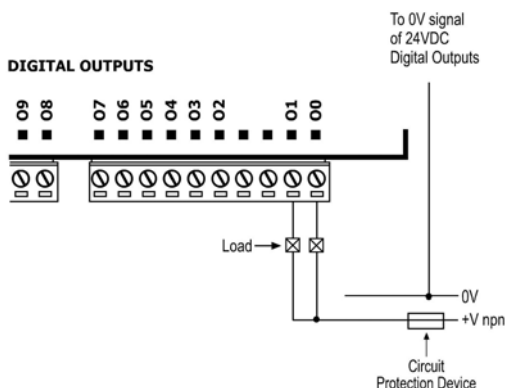 To 0V signal
of 24VDC
Digital Outputs
DIGITAL OUTPUTS
O9 O8 O7 O6 O5 O4 O3 O2 O1 O0
Load
0V
+V npn
Circuit
Protection Device